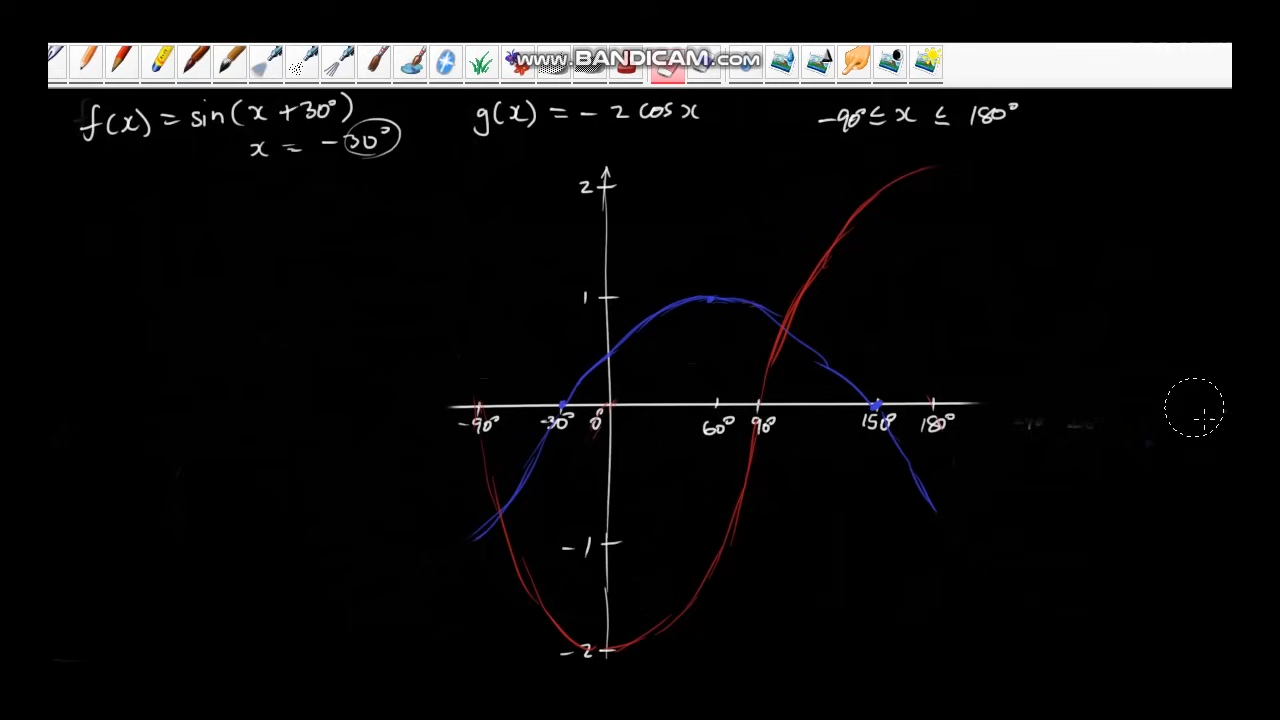 www.BANDICAM.com
f(x) = sin(x + 30°) g(x) = - 2 cos x -90° ≤ x ≤ 180°
x = -30°
2
1
-90° -30° 0° 60° 90° 150° 180°
-1
-2